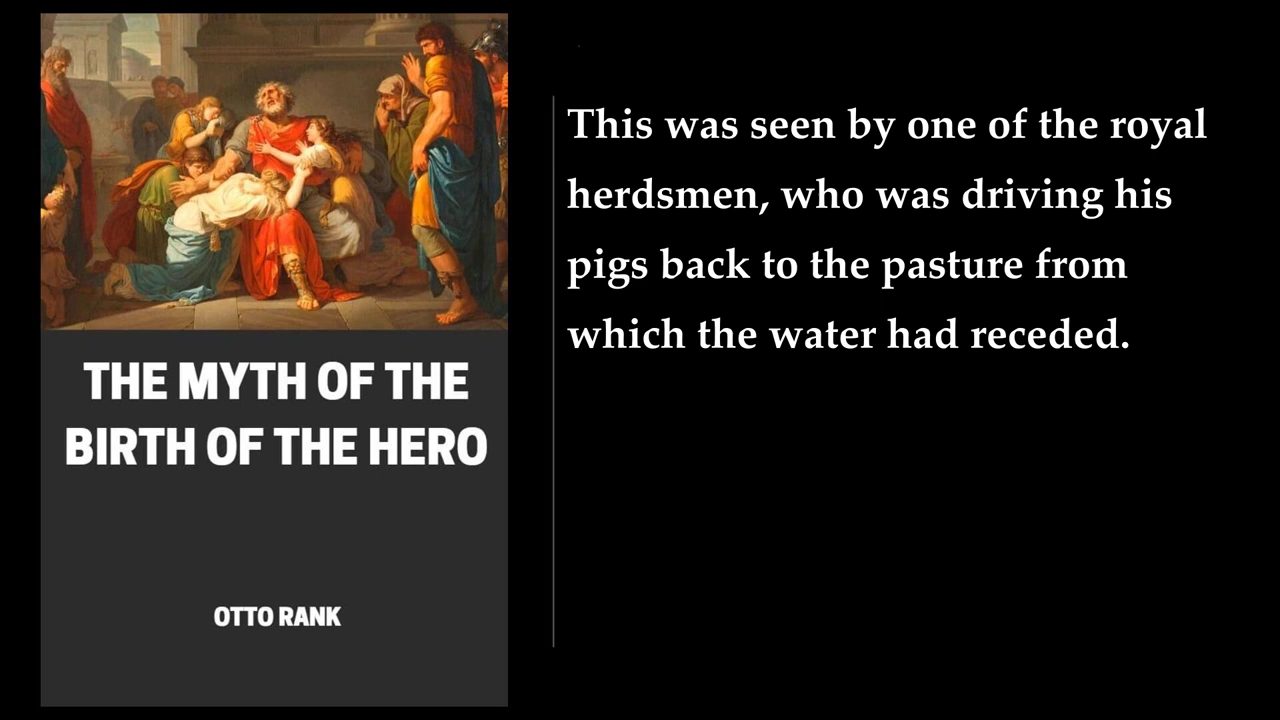 THE MYTH OF THE
BIRTH OF THE HERO
OTTO RANK
This was seen by one of the royal
herdsmen, who was driving his
pigs back to the pasture from
which the water had receded.